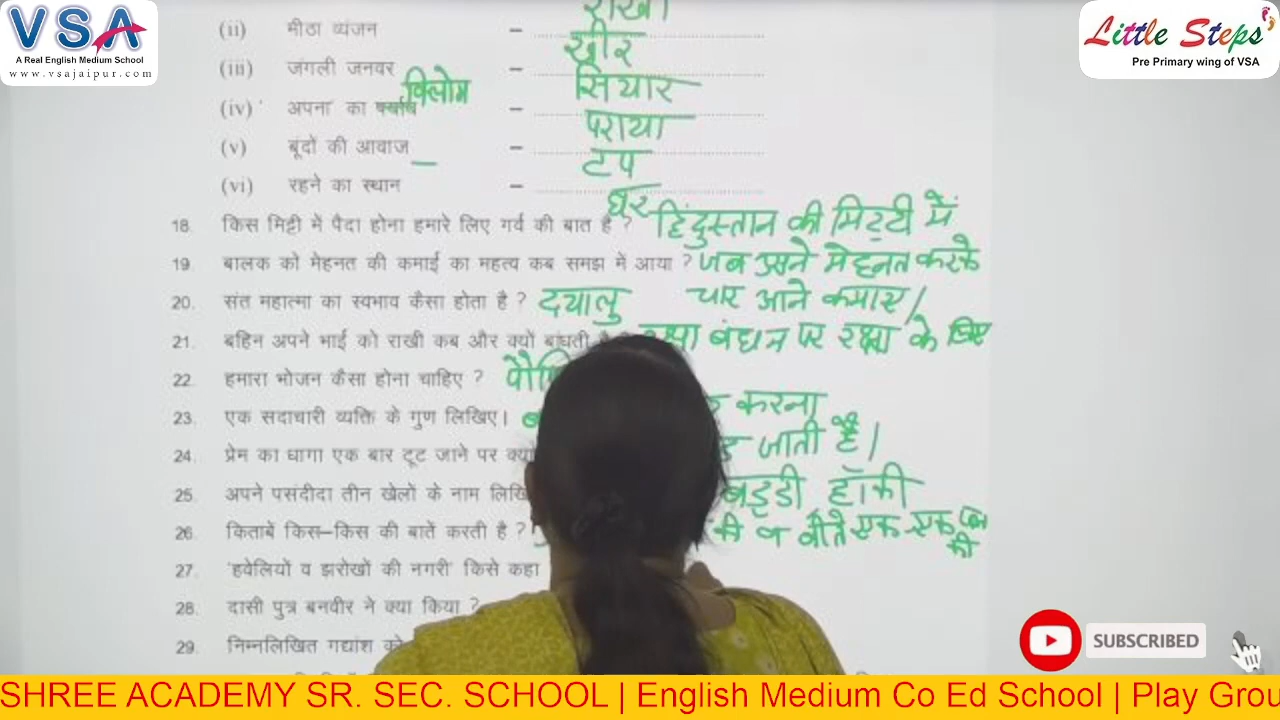 VSA
A Real English Medium School
www.vsajaipur.com
Little Steps
Pre Primary wing of VSA
राखी
(ii) मीठा व्यंजन – खीर
(iii) जंगली जनवर – सियार
(iv) अपना का विलोम – पराया
(v) बूंदों की आवाज – टप
(vi) रहने का स्थान – घर
18. किस मिट्टी में पैदा होना हमारे लिए गर्व की बात है ? हिंदुस्तान की मिट्टी में
19. बालक को मेहनत की कमाई का महत्व कब समझ में आया ? जब उसने मेहनत करके
चार आने कमाए।
20. संत महात्मा का स्वभाव कैसा होता है ? दयालु
21. बहिन अपने भाई को राखी कब और क्यों बांधती बंधन पर रक्षा के लिए
22. हमारा भोजन कैसा होना चाहिए ?
23. एक सदाचारी व्यक्ति के गुण लिखिए। करना
24. प्रेम का धागा एक बार टूट जाने पर जाती है।
25. अपने पसंदीदा तीन खेलों के नाम हॉकी
26. किताबें किस–किस की बातें करती है ? की व बीते एक एक पल
की
27. 'हवेलियों व झरोखों की नगरी' किसे कहा
28. दासी पुत्र बनवीर ने क्या किया ?
29. निम्नलिखित गद्यांश को
SUBSCRIBED
SHREE ACADEMY SR. SEC. SCHOOL | English Medium Co Ed School | Play Grou